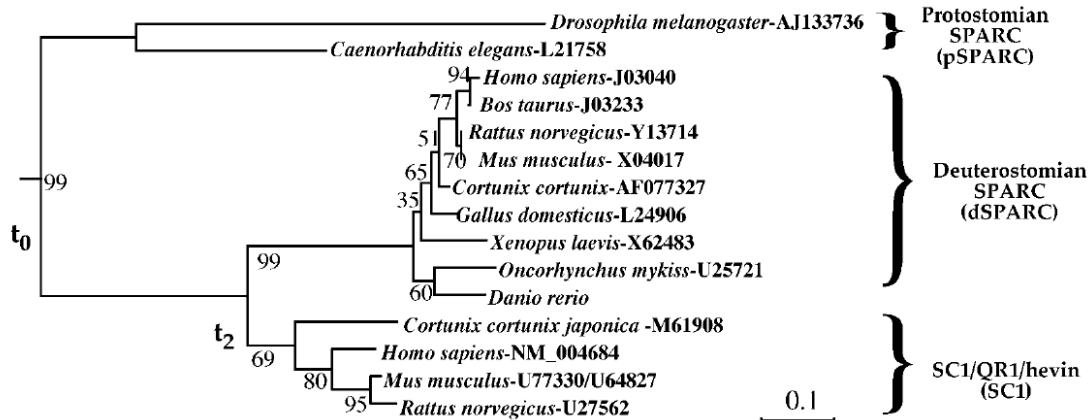 Drosophila melanogaster-AJ133736
Caenorhabditis elegans-L21758
Protostomian
SPARC
(pSPARC)
94
Homo sapiens-J03040
Bos taurus-J03233
77
Rattus norvegicus-Y13714
51
70
Mus musculus- X04017
65
Cortunix cortunix-AF077327
35
Gallus domesticus-L24906
Xenopus laevis-X62483
Deuterostomian
SPARC
(dSPARC)
99
t0
99
Oncorhynchus mykiss-U25721
60
Danio rerio
t2
69
Cortunix cortunix japonica -M61908
Homo sapiens-NM_004684
80
Mus musculus-U77330/U64827
95
Rattus norvegicus-U27562
SC1/QR1/hevin
(SC1)
0.1